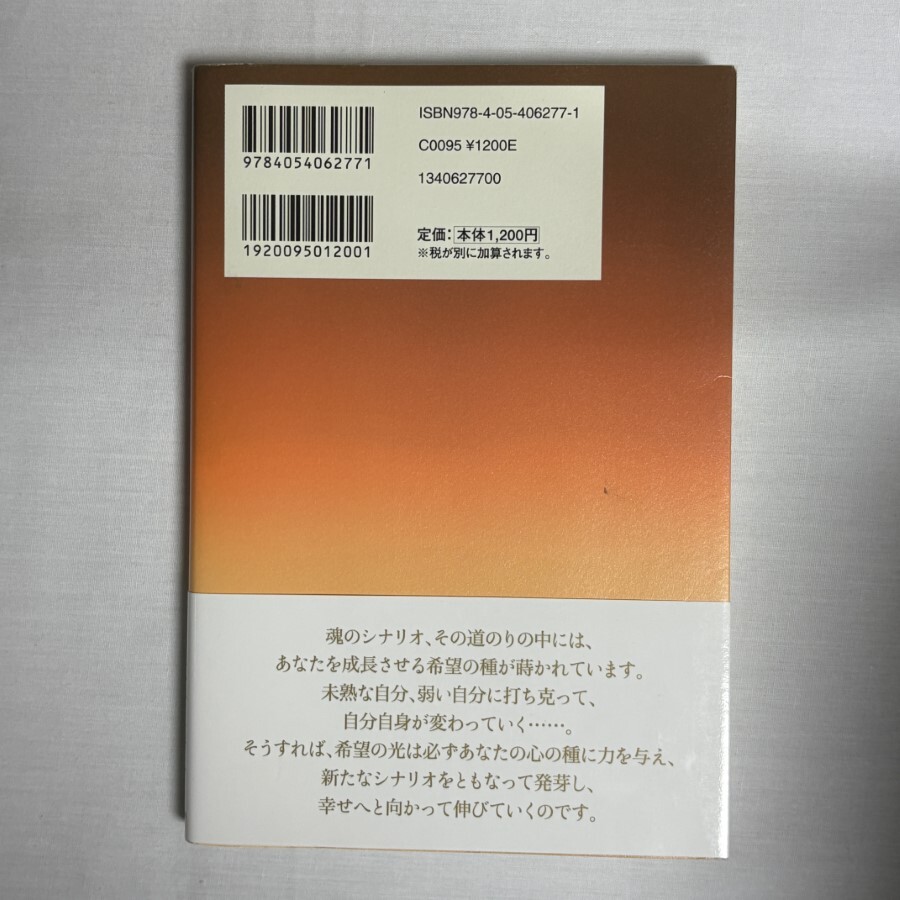 ISBN978-4-05-406277-1
9784054062771
C0095 ¥1200E
1340627700
1920095012001
定価：本体1,200円
※税が別に加算されます。
魂のシナリオ、その道のりの中には、
あなたを成長させる希望の種が蒔かれています。
未熟な自分、弱い自分に打ち克って、
自分自身が変わっていく……。
そうすれば、希望の光は必ずあなたの心の種に力を与え、
新たなシナリオをともなって発芽し、
幸せへと向かって伸びていくのです。